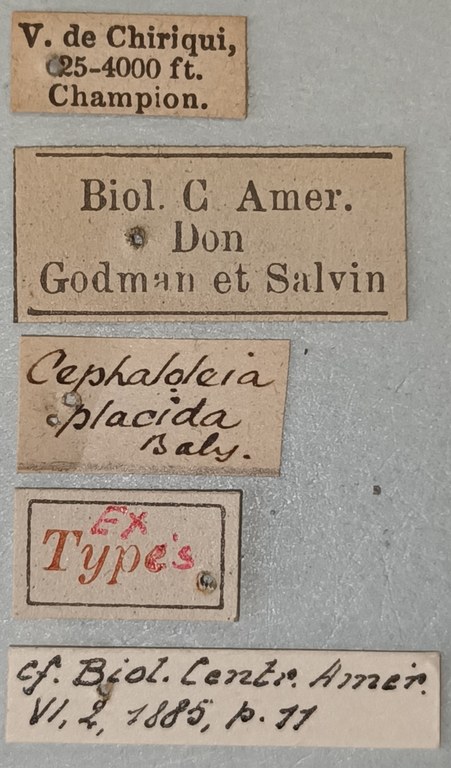 V. de Chiriqui,
25-4000 ft.
Champion.
Biol. C Amer.
Don
Godman et Salvin
Cephaloleia
placida
Baly.
Ex
Type's
cf. Biol. Centr. Amer.
VI, 2, 1885, p. 11